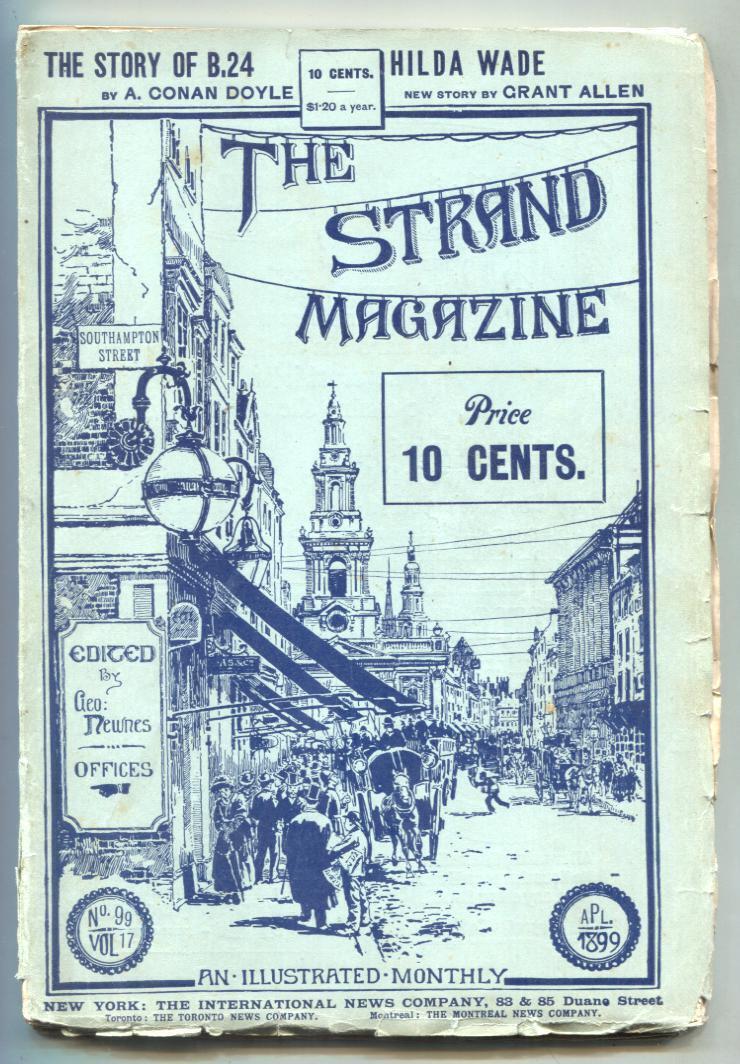 THE STORY OF B.24
BY A. CONAN DOYLE
10 CENTS.
$1·20 a year.
HILDA WADE
NEW STORY BY GRANT ALLEN
THE
STRAND
MAGAZINE
SOUTHAMPTON
STREET
Price
10 CENTS.
EDITED
By
Geo:
Newnes
OFFICES
No. 99
VOL 17
APL.
1899
AN·ILLUSTRATED·MONTHLY
NEW YORK: THE INTERNATIONAL NEWS COMPANY, 83 & 85 Duane Street
Toronto: THE TORONTO NEWS COMPANY. Montreal: THE MONTREAL NEWS COMPANY.